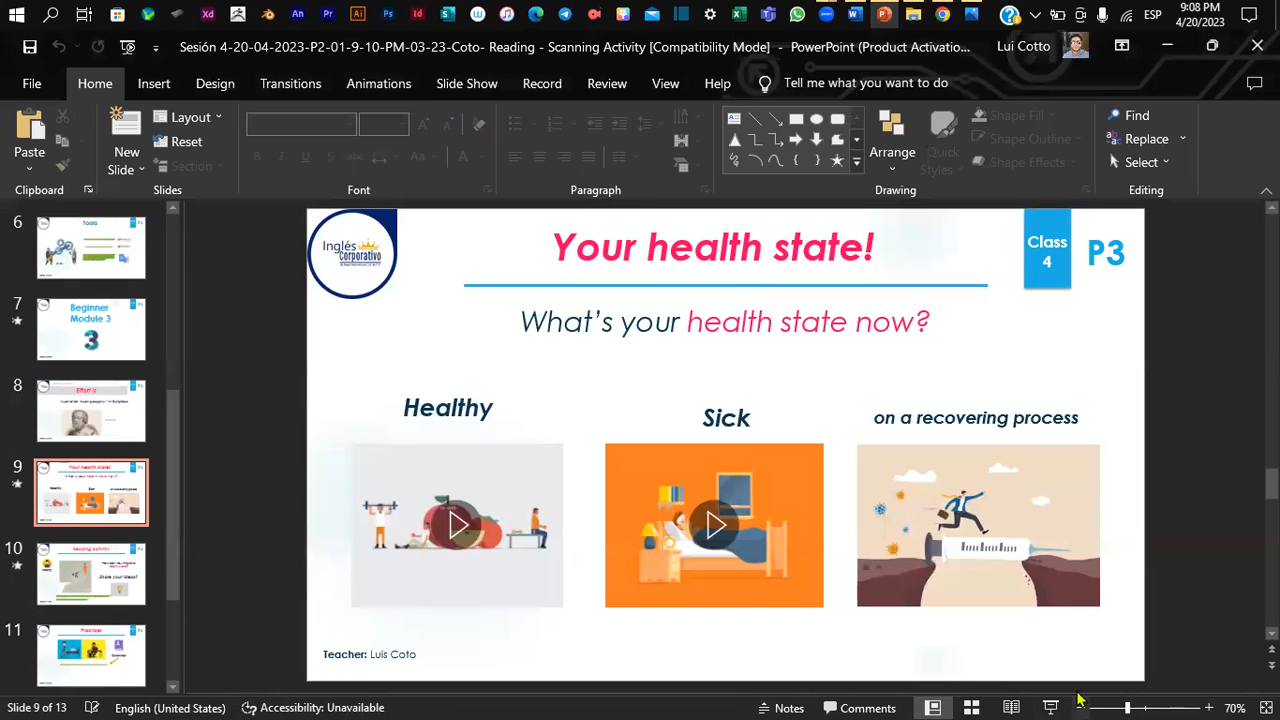 9:08 PM
ESP
4/20/2023
Sesión 4-20-04-2023-P2-01-9-10-PM-03-23-Coto- Reading - Scanning Activity [Compatibility Mode] - PowerPoint (Product Activatio...
Lui Cotto
File
Home
Insert
Design
Transitions
Animations
Slide Show
Record
Review
View
Help
Tell me what you want to do
Paste
New
Slide
Layout
Reset
Section
Arrange
Quick
Styles
Shape Fill
Shape Outline
Shape Effects
Find
Replace
Select
Clipboard
Slides
Font
Paragraph
Drawing
Editing
6
Tools
7
Beginner
Module 3
3
8
Effort is
9
Your health state!
10
11
Inglés
Corporativo
Your health state!
Class
4
P3
What's your health state now?
Healthy
Sick
on a recovering process
Teacher: Luis Coto
Slide 9 of 13
English (United States)
Accessibility: Unavailable
Notes
Comments
70%